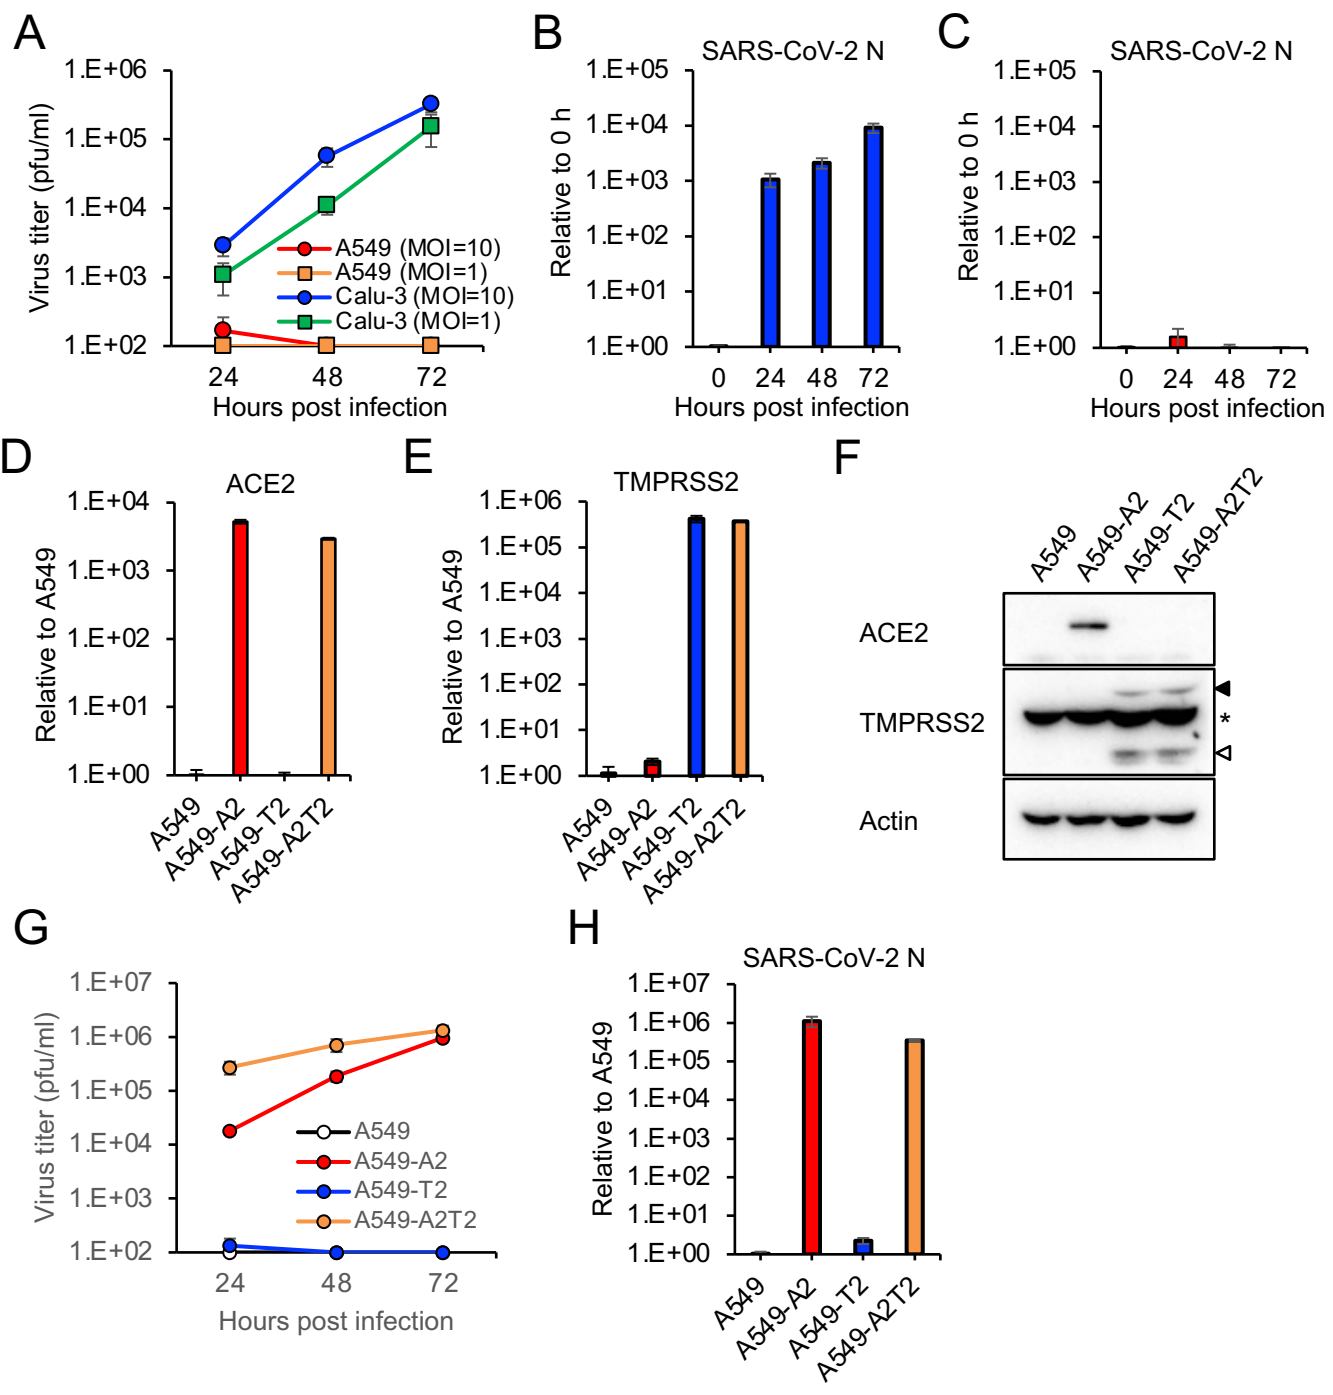 A
Virus titer (pfu/ml)
1.E+06
1.E+05
1.E+04
1.E+03
1.E+02
A549 (MOI=10)
A549 (MOI=1)
Calu-3 (MOI=10)
Calu-3 (MOI=1)
24 48 72
Hours post infection
B
SARS-CoV-2 N
Relative to 0 h
1.E+05
1.E+04
1.E+03
1.E+02
1.E+01
1.E+00
0 24 48 72
Hours post infection
C
SARS-CoV-2 N
Relative to 0 h
1.E+05
1.E+04
1.E+03
1.E+02
1.E+01
1.E+00
0 24 48 72
Hours post infection
D
ACE2
Relative to A549
1.E+04
1.E+03
1.E+02
1.E+01
1.E+00
A549
A549-A2
A549-T2
A549-A2T2
E
TMPRSS2
Relative to A549
1.E+06
1.E+05
1.E+04
1.E+03
1.E+02
1.E+01
1.E+00
A549
A549-A2
A549-T2
A549-A2T2
F
A549
A549-A2
A549-T2
A549-A2T2
ACE2
TMPRSS2
*
Actin
G
Virus titer (pfu/ml)
1.E+07
1.E+06
1.E+05
1.E+04
1.E+03
1.E+02
A549
A549-A2
A549-T2
A549-A2T2
24 48 72
Hours post infection
H
SARS-CoV-2 N
Relative to A549
1.E+07
1.E+06
1.E+05
1.E+04
1.E+03
1.E+02
1.E+01
1.E+00
A549
A549-A2
A549-T2
A549-A2T2